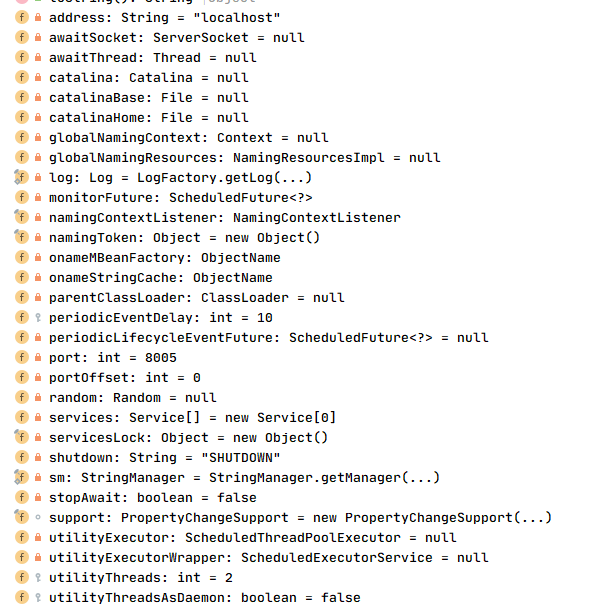 address: String = "localhost"
awaitSocket: ServerSocket = null
awaitThread: Thread = null
catalina: Catalina = null
catalinaBase: File = null
catalinaHome: File = null
globalNamingContext: Context = null
globalNamingResources: NamingResourcesImpl = null
log: Log = LogFactory.getLog(...)
monitorFuture: ScheduledFuture<?>
namingContextListener: NamingContextListener
namingToken: Object = new Object()
onameMBeanFactory: ObjectName
onameStringCache: ObjectName
parentClassLoader: ClassLoader = null
periodicEventDelay: int = 10
periodicLifecycleEventFuture: ScheduledFuture<?> = null
port: int = 8005
portOffset: int = 0
random: Random = null
services: Service[] = new Service[0]
servicesLock: Object = new Object()
shutdown: String = "SHUTDOWN"
sm: StringManager = StringManager.getManager(...)
stopAwait: boolean = false
support: PropertyChangeSupport = new PropertyChangeSupport(...)
utilityExecutor: ScheduledThreadPoolExecutor = null
utilityExecutorWrapper: ScheduledExecutorService = null
utilityThreads: int = 2
utilityThreadsAsDaemon: boolean = false